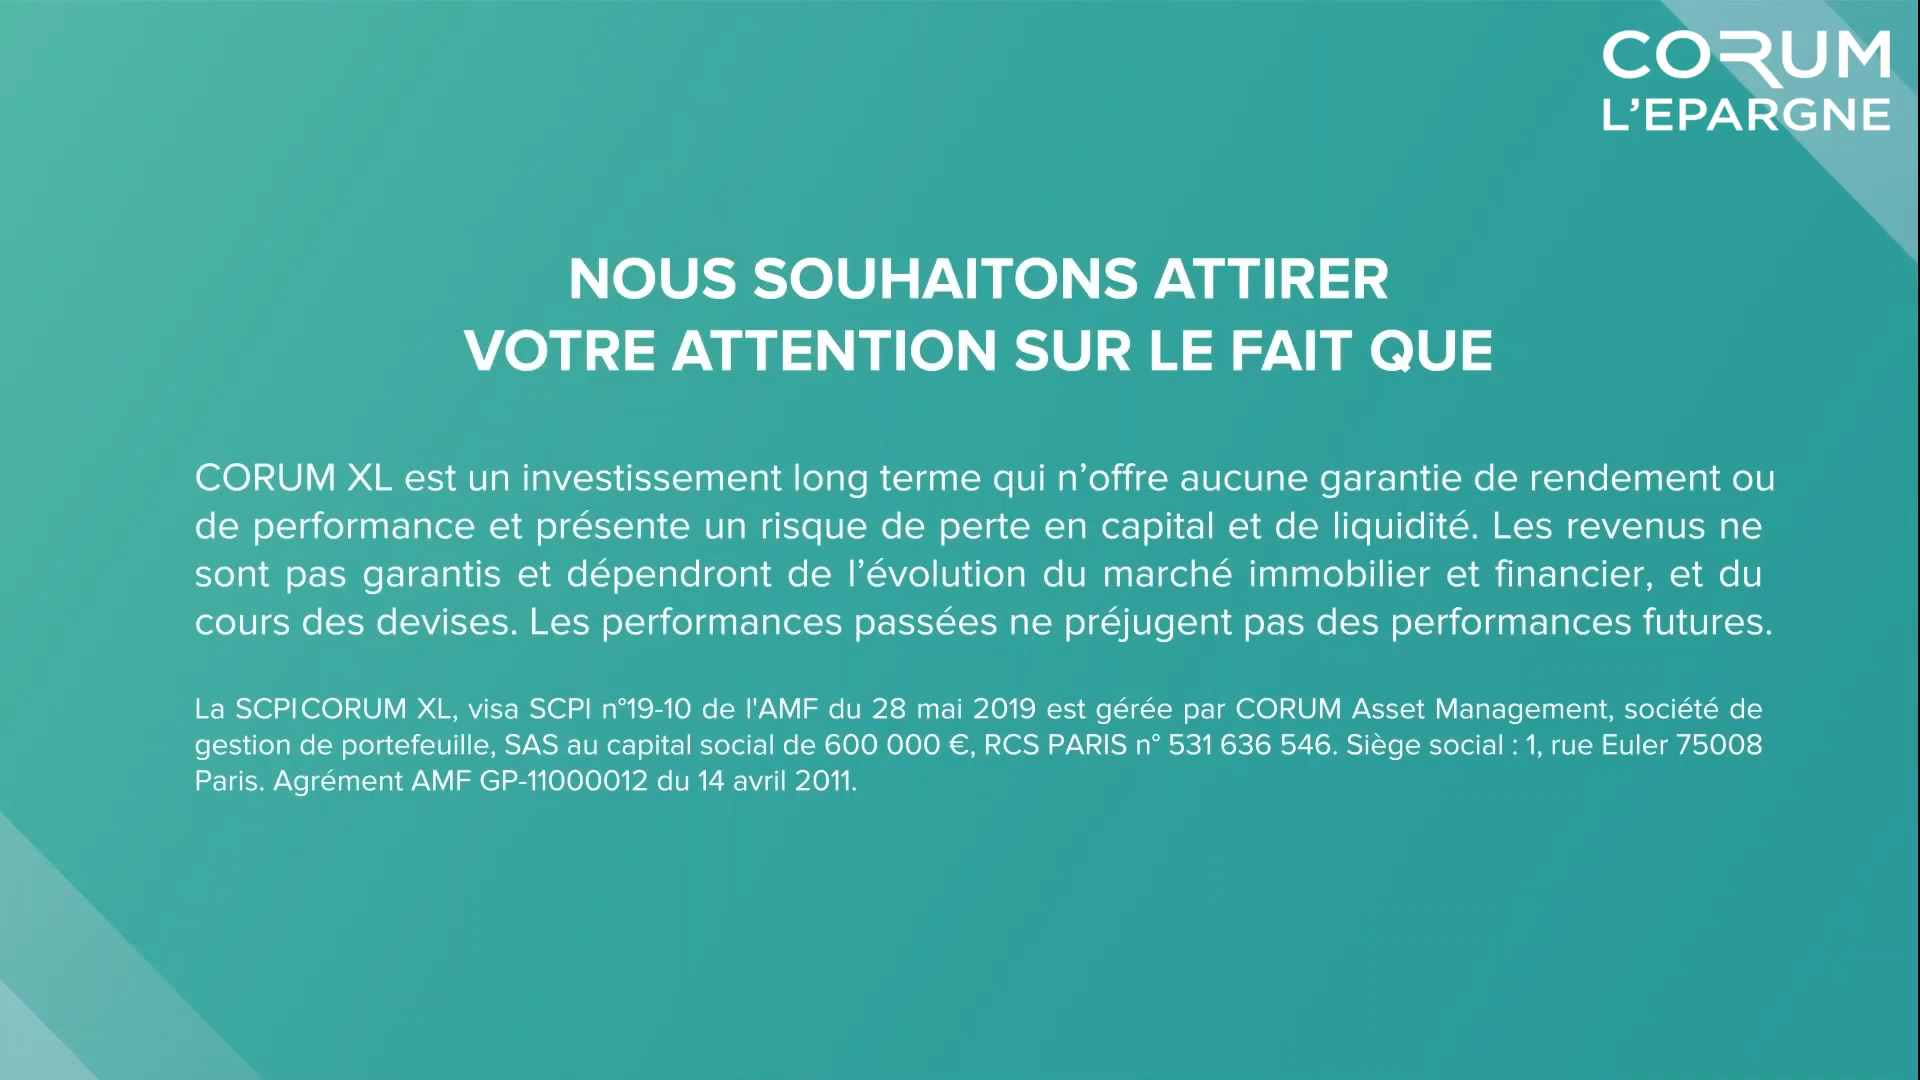 CORUM
L’EPARGNE
NOUS SOUHAITONS ATTIRER
VOTRE ATTENTION SUR LE FAIT QUE
CORUM XL est un investissement long terme qui n’offre aucune garantie de rendement ou
de performance et présente un risque de perte en capital et de liquidité. Les revenus ne
sont pas garantis et dépendront de l’évolution du marché immobilier et financier, et du
cours des devises. Les performances passées ne préjugent pas des performances futures.
La SCPI CORUM XL, visa SCPI n°19-10 de l'AMF du 28 mai 2019 est gérée par CORUM Asset Management, société de
gestion de portefeuille, SAS au capital social de 600 000 €, RCS PARIS n° 531 636 546. Siège social : 1, rue Euler 75008
Paris. Agrément AMF GP-11000012 du 14 avril 2011.